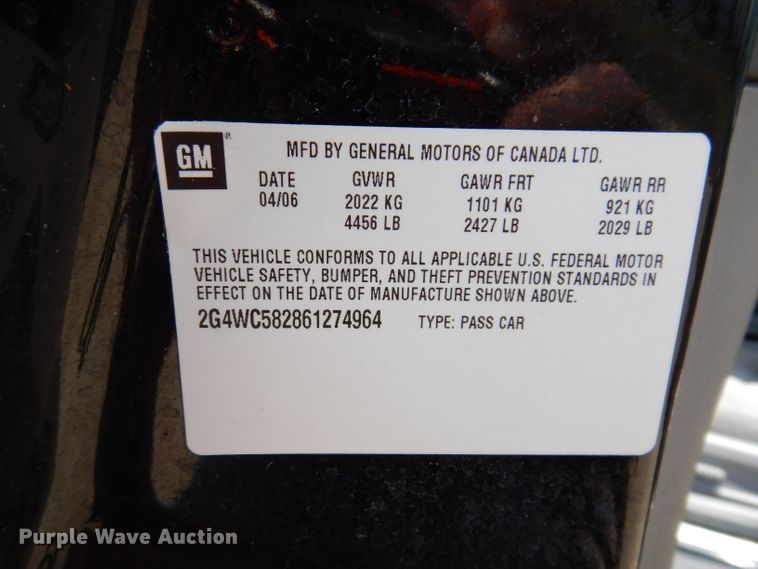 GM
MFD BY GENERAL MOTORS OF CANADA LTD.
DATE GVWR GAWR FRT GAWR RR
04/06 2022 KG 1101 KG 921 KG
4456 LB 2427 LB 2029 LB
THIS VEHICLE CONFORMS TO ALL APPLICABLE U.S. FEDERAL MOTOR
VEHICLE SAFETY, BUMPER, AND THEFT PREVENTION STANDARDS IN
EFFECT ON THE DATE OF MANUFACTURE SHOWN ABOVE.
2G4WC582861274964 TYPE: PASS CAR
Purple Wave Auction